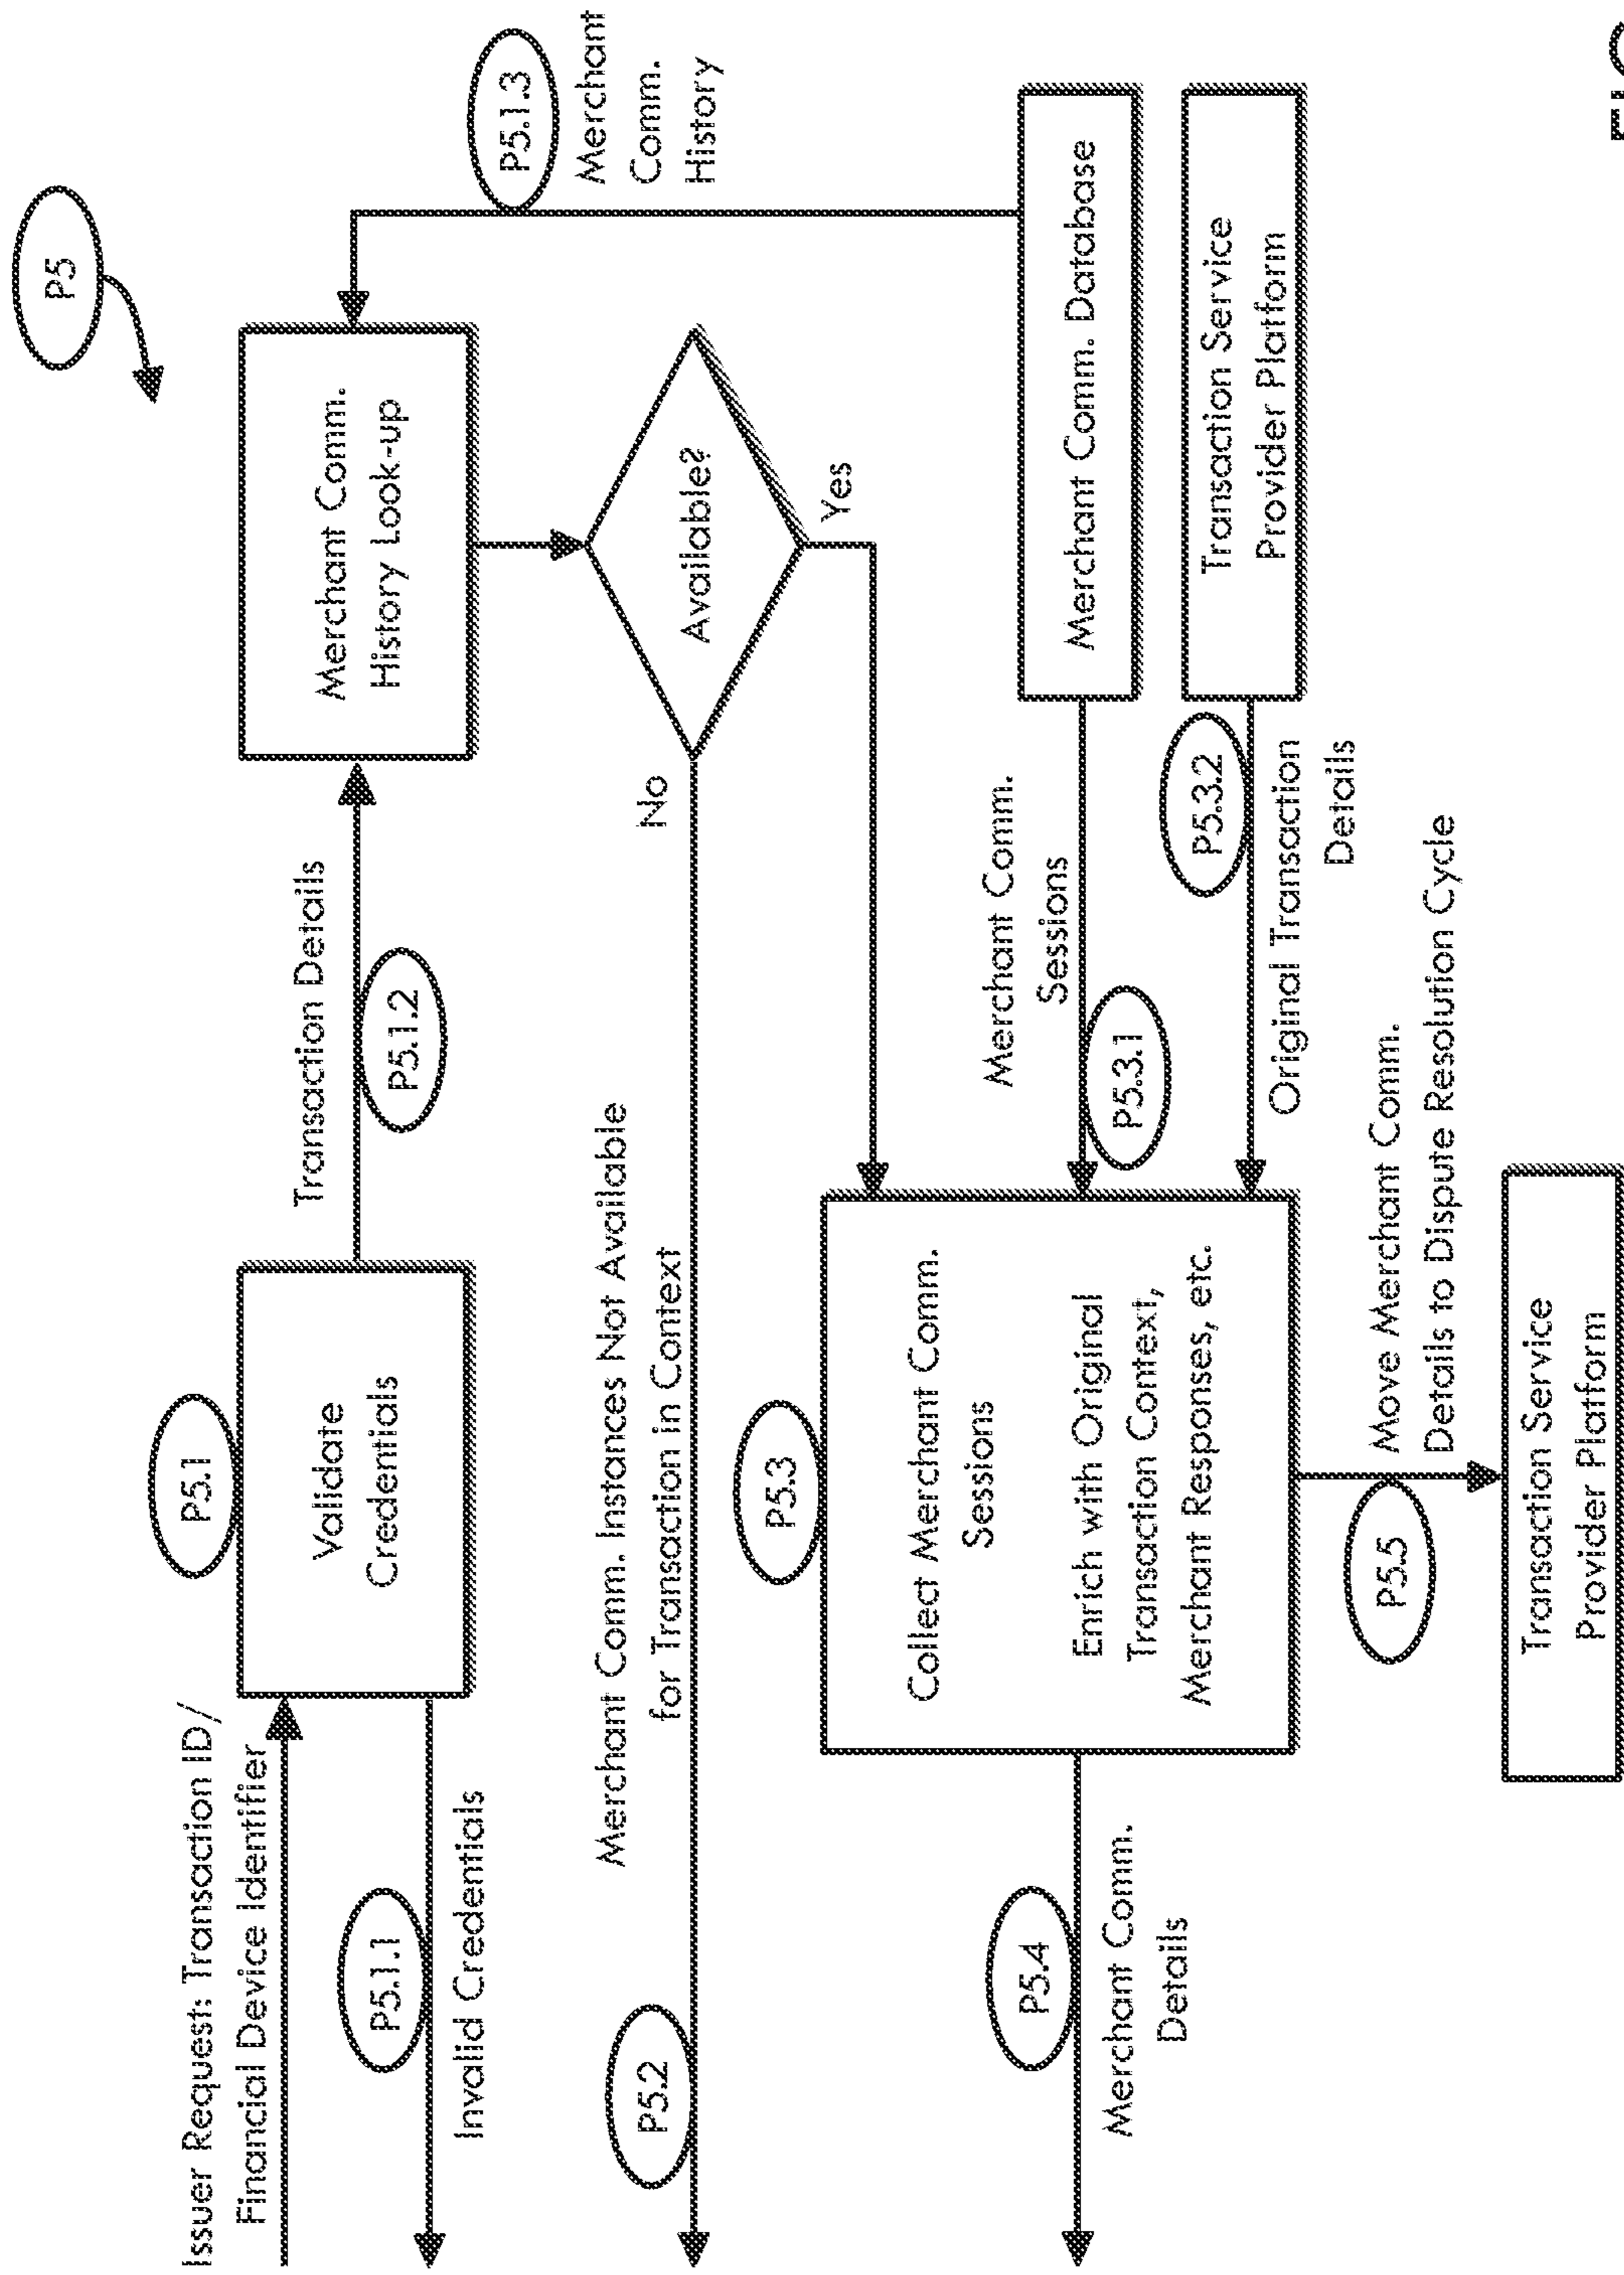 P5
Issuer Request: Transaction ID/
Financial Device Identifier
P5.1
Validate
Credentials
P5.1.1
Invalid Credentials
Transaction Details
P5.1.2
Merchant Comm.
History Look-up
P5.1.3
Merchant
Comm.
History
Available?
No
Yes
Merchant Comm. Instances Not Available
for Transaction in Context
P5.2
P5.3
Collect Merchant Comm.
Sessions
Enrich with Original
Transaction Context,
Merchant Responses, etc.
Merchant Comm.
Sessions
P5.3.1
Merchant Comm. Database
P5.3.2
Original Transaction
Details
Transaction Service
Provider Platform
P5.4
Merchant Comm.
Details
P5.5
Move Merchant Comm.
Details to Dispute Resolution Cycle
Transaction Service
Provider Platform